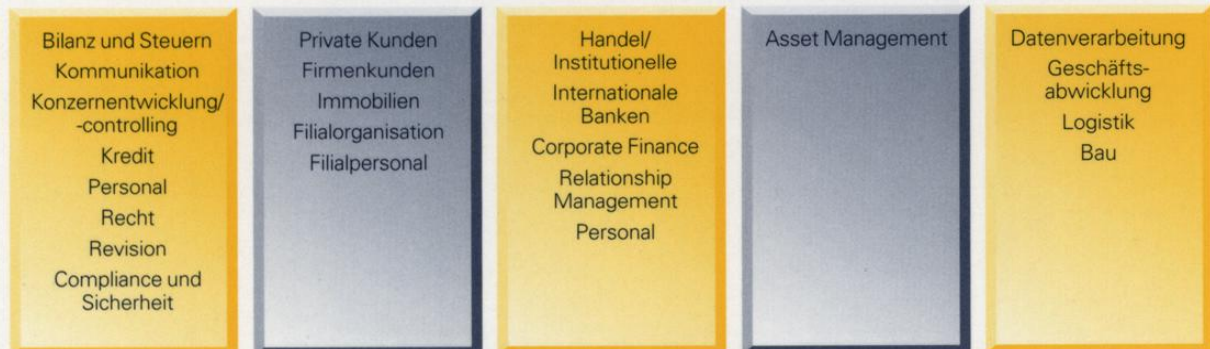 Bilanz und Steuern
Kommunikation
Konzernentwicklung/
-controlling
Kredit
Personal
Recht
Revision
Compliance und
Sicherheit
Private Kunden
Firmenkunden
Immobilien
Filialorganisation
Filialpersonal
Handel/
Institutionelle
Internationale
Banken
Corporate Finance
Relationship
Management
Personal
Asset Management
Datenverarbeitung
Geschäfts-
abwicklung
Logistik
Bau